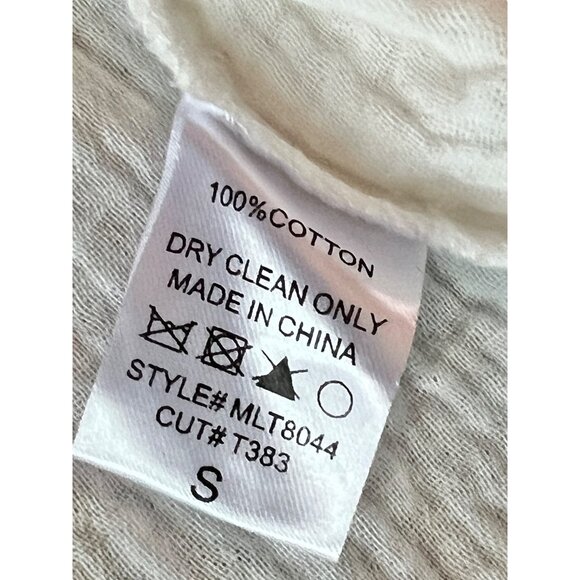 100%COTTON
DRY CLEAN ONLY
MADE IN CHINA
STYLE# MLT8044
CUT# T383
S